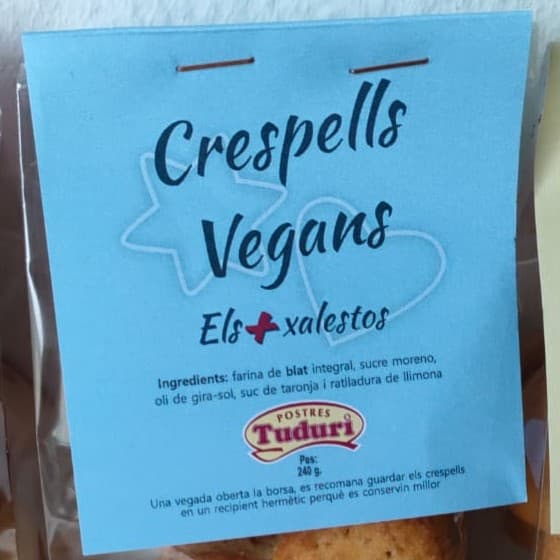 Crespells
Vegans
Els + xalestos
Ingredients: farina de blat integral, sucre moreno,
oli de gira-sol, suc de taronja i ratlladura de llimona
POSTRES
Tuduri
Pes:
240 g.
Una vegada oberta la borsa, es recomana guardar els crespells
en un recipient hermètic perquè es conservin millor